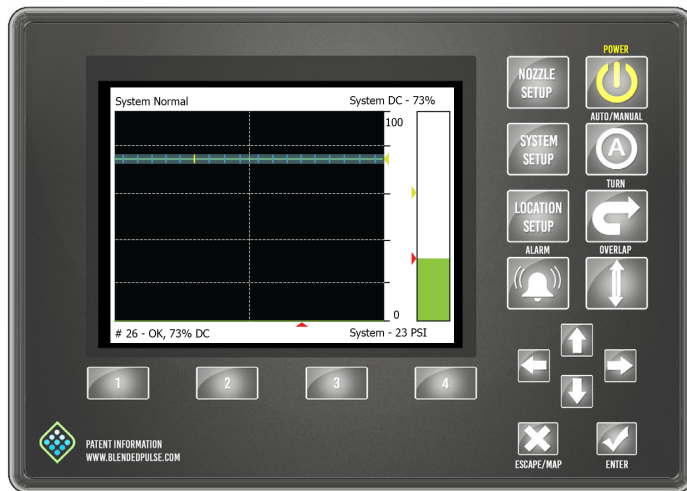 POWER
NOZZLE
SETUP
System Normal
System DC - 73%
100
AUTO/MANUAL
SYSTEM
SETUP
A
TURN
LOCATION
SETUP
ALARM
OVERLAP
0
# 26 - OK, 73% DC
System - 23 PSI
1
2
3
4
PATENT INFORMATION
WWW.BLENDEDPULSE.COM
ESCAPE/MAP
ENTER